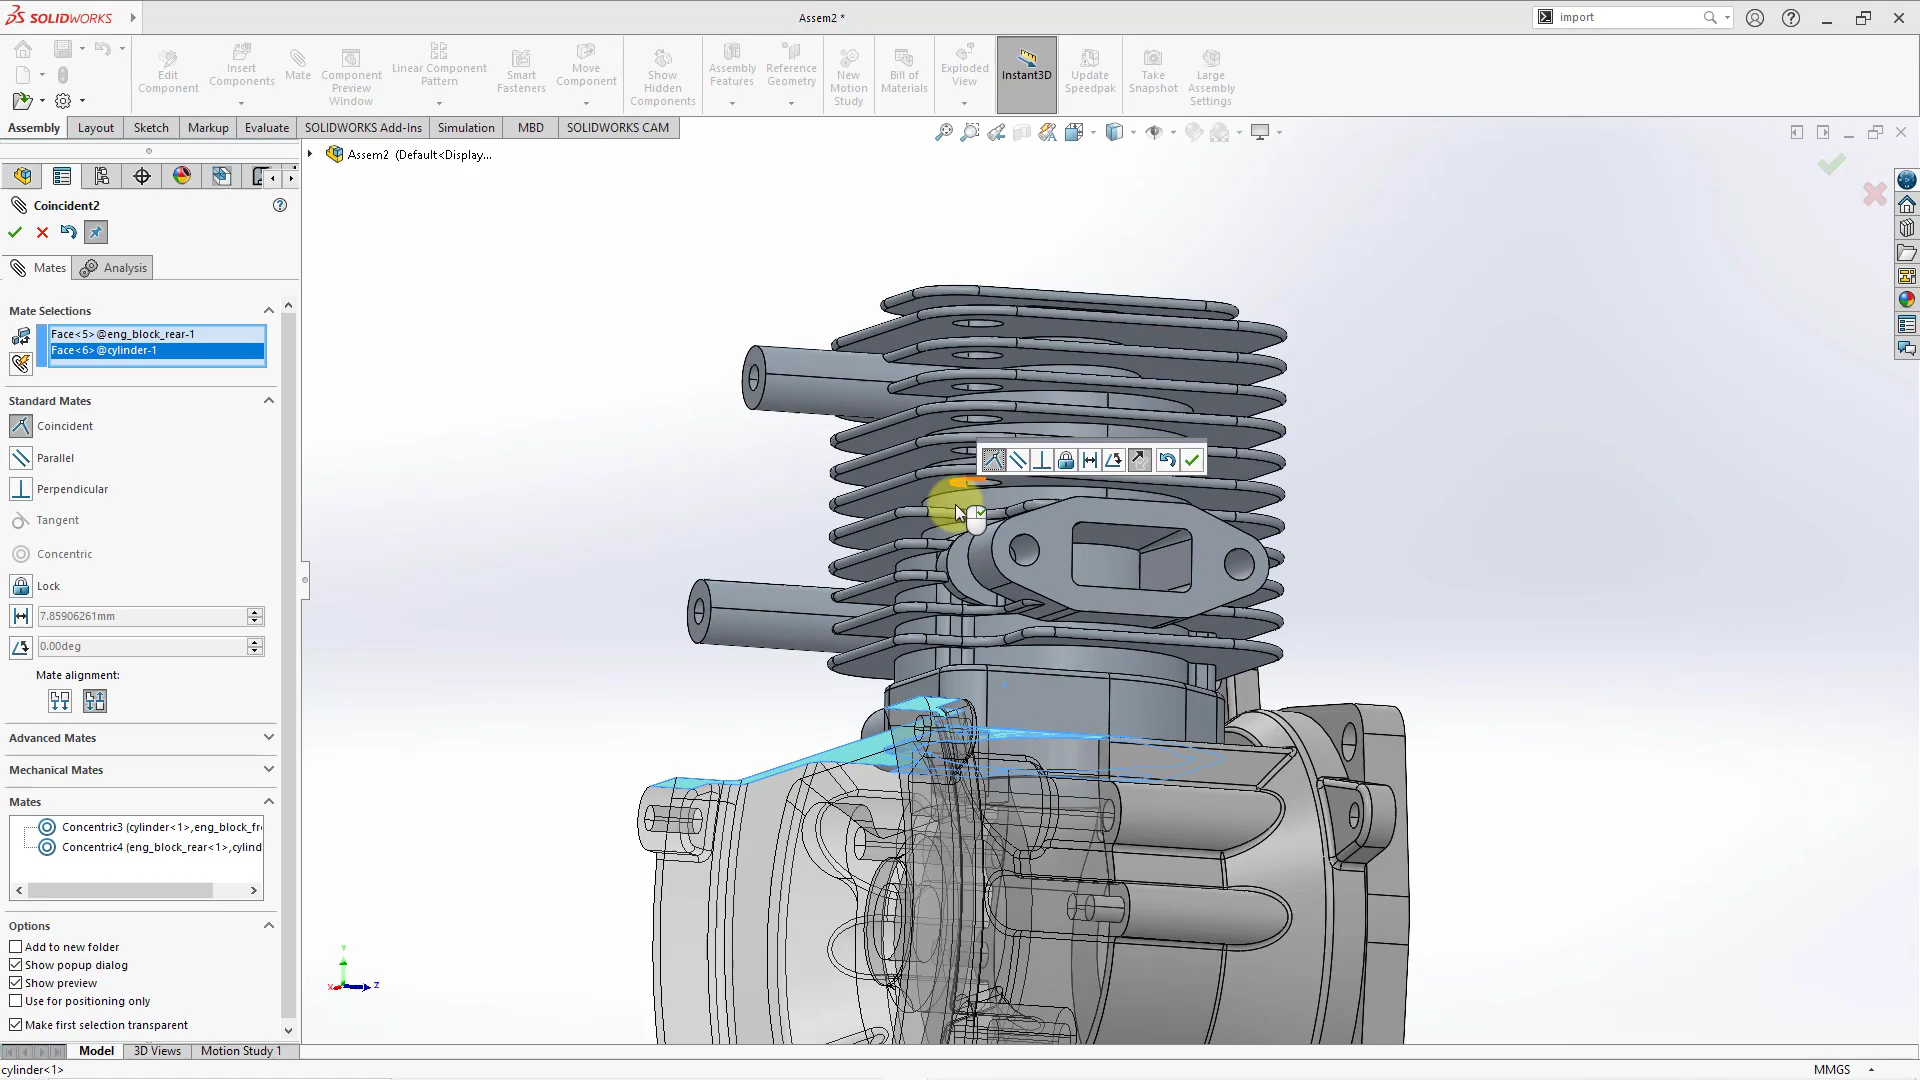 SOLIDWORKS
Assem2 *
import
Edit
Component
Insert
Components
Mate
Component
Preview
Window
Linear Component
Pattern
Smart
Fasteners
Move
Component
Show
Hidden
Components
Assembly
Features
Reference
Geometry
New
Motion
Study
Bill of
Materials
Exploded
View
Instant3D
Update
Speedpak
Take
Snapshot
Large
Assembly
Settings
Assembly
Layout
Sketch
Markup
Evaluate
SOLIDWORKS Add-Ins
Simulation
MBD
SOLIDWORKS CAM
Assem2 (Default<Display...
Coincident2
Mates
Analysis
Mate Selections
Face<5>@eng_block_rear-1
Face<6>@cylinder-1
Standard Mates
Coincident
Parallel
Perpendicular
Tangent
Concentric
Lock
7.85906261mm
0.00deg
Mate alignment:
Advanced Mates
Mechanical Mates
Mates
Concentric3 (cylinder<1>,eng_block_fr
Concentric4 (eng_block_rear<1>,cylind
Options
Add to new folder
Show popup dialog
Show preview
Use for positioning only
Make first selection transparent
Y
X
Z
Model
3D Views
Motion Study 1
cylinder<1>
MMGS